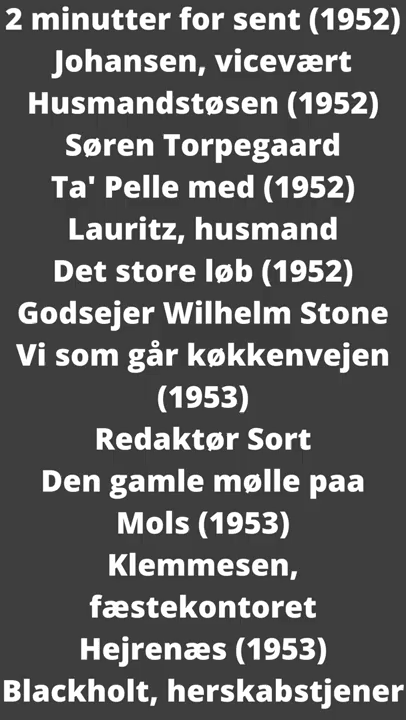 2 minutter for sent (1952)
Johansen, vicevært
Husmandstøsen (1952)
Søren Torpegaard
Ta' Pelle med (1952)
Lauritz, husmand
Det store løb (1952)
Godsejer Wilhelm Stone
Vi som går køkkenvejen
(1953)
Redaktør Sort
Den gamle mølle paa
Mols (1953)
Klemmesen,
fæstekontoret
Hejrenæs (1953)
Blackholt, herskabstjener